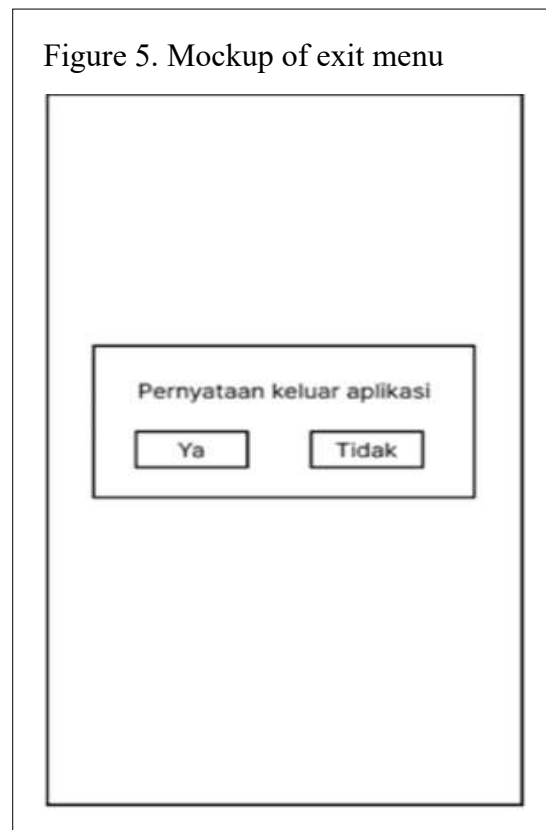 Figure 5. Mockup of exit menu
Pernyataan keluar aplikasi
Ya Tidak